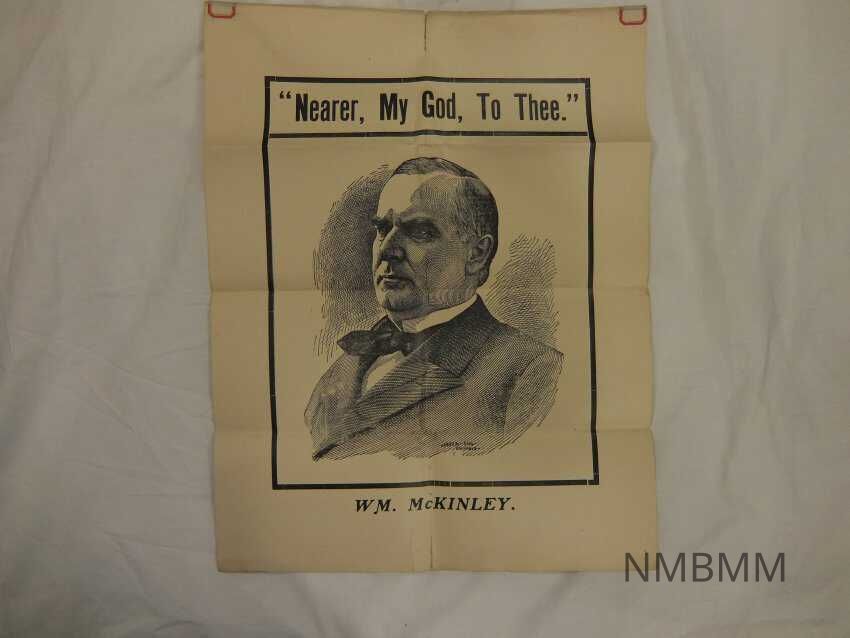 "Nearer, My God, To Thee."
WM. McKINLEY.
NMBMM